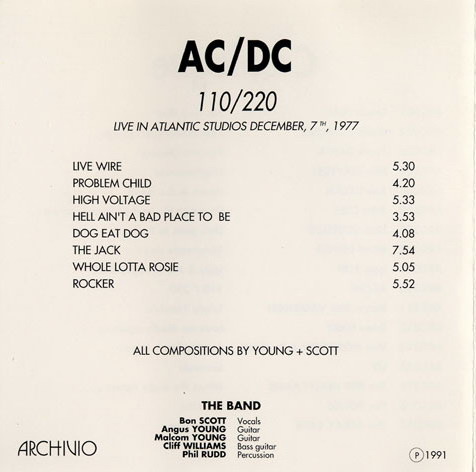 AC/DC
110/220
LIVE IN ATLANTIC STUDIOS DECEMBER, 7 TH, 1977
LIVE WIRE 5.30
PROBLEM CHILD 4.20
HIGH VOLTAGE 5.33
HELL AIN'T A BAD PLACE TO BE 3.53
DOG EAT DOG 4.08
THE JACK 7.54
WHOLE LOTTA ROSIE 5.05
ROCKER 5.52
ALL COMPOSITIONS BY YOUNG + SCOTT
THE BAND
Bon SCOTT Vocals
Angus YOUNG Guitar
Malcom YOUNG Guitar
Cliff WILLIAMS Bass guitar
Phil RUDD Percussion
ARCHIVIO
℗ 1991